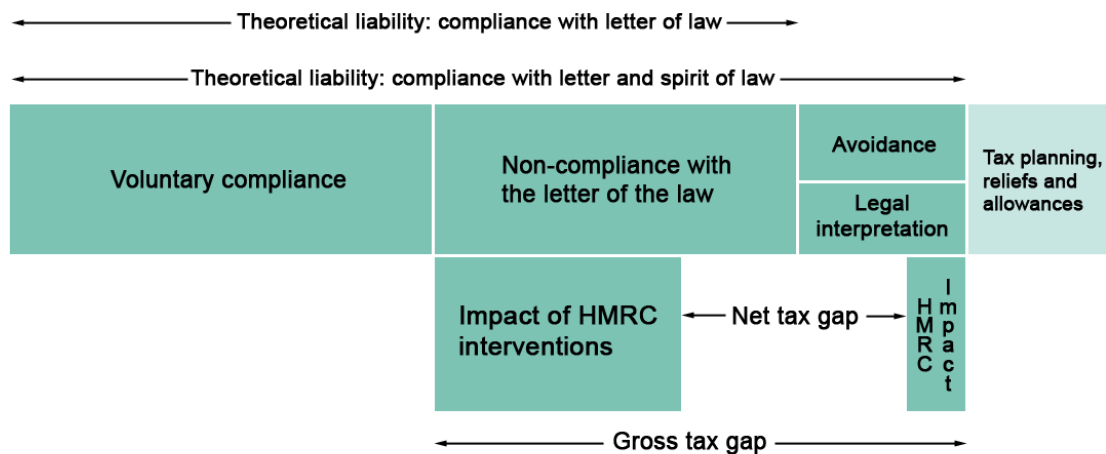 Theoretical liability: compliance with letter of law
Theoretical liability: compliance with letter and spirit of law
Voluntary compliance
Non-compliance with
the letter of the law
Avoidance
Legal
interpretation
Tax planning,
reliefs and
allowances
Impact of HMRC
interventions
Net tax gap
HMRC
Impact
Gross tax gap